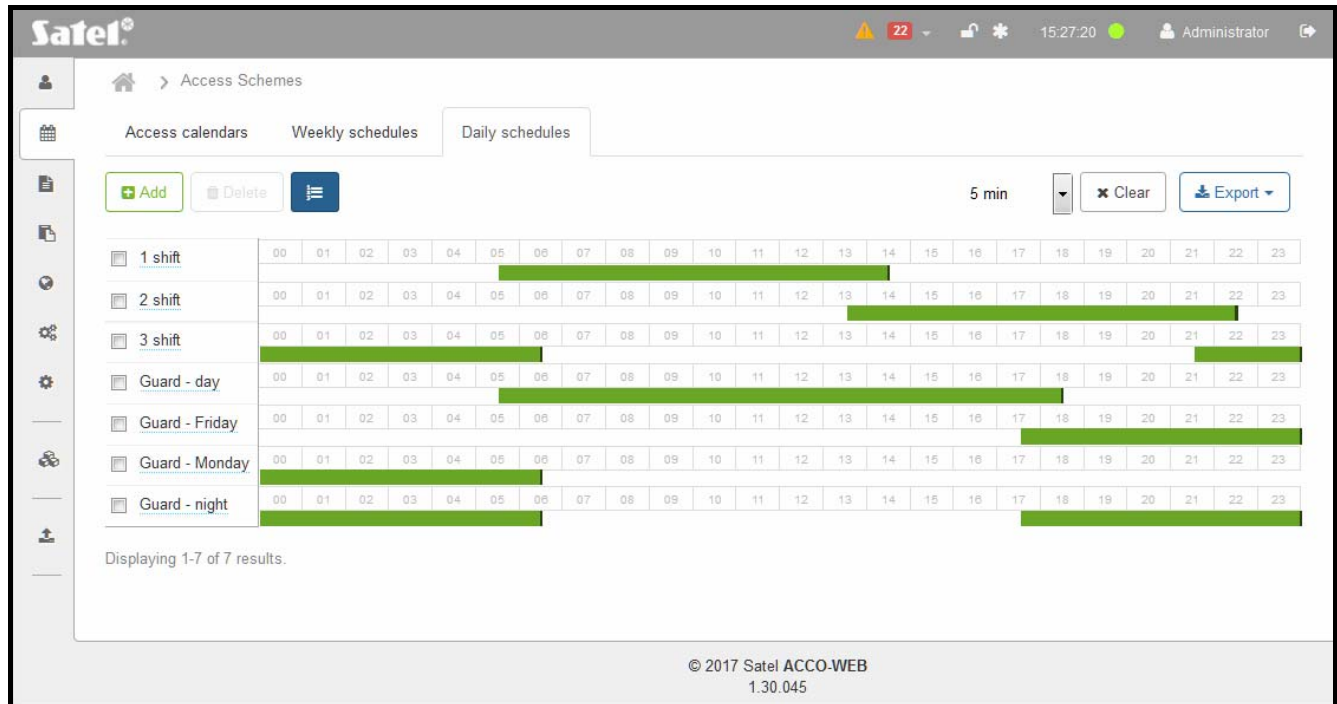 Satel®
22 15:27:20 Administrator
> Access Schemes
Access calendars Weekly schedules Daily schedules
Add Delete 5 min Clear Export
1 shift 00 01 02 03 04 05 06 07 08 09 10 11 12 13 14 15 16 17 18 19 20 21 22 23
2 shift 00 01 02 03 04 05 06 07 08 09 10 11 12 13 14 15 16 17 18 19 20 21 22 23
3 shift 00 01 02 03 04 05 06 07 08 09 10 11 12 13 14 15 16 17 18 19 20 21 22 23
Guard - day 00 01 02 03 04 05 06 07 08 09 10 11 12 13 14 15 16 17 18 19 20 21 22 23
Guard - Friday 00 01 02 03 04 05 06 07 08 09 10 11 12 13 14 15 16 17 18 19 20 21 22 23
Guard - Monday 00 01 02 03 04 05 06 07 08 09 10 11 12 13 14 15 16 17 18 19 20 21 22 23
Guard - night 00 01 02 03 04 05 06 07 08 09 10 11 12 13 14 15 16 17 18 19 20 21 22 23
Displaying 1-7 of 7 results.
© 2017 Satel ACCO-WEB
1.30.045